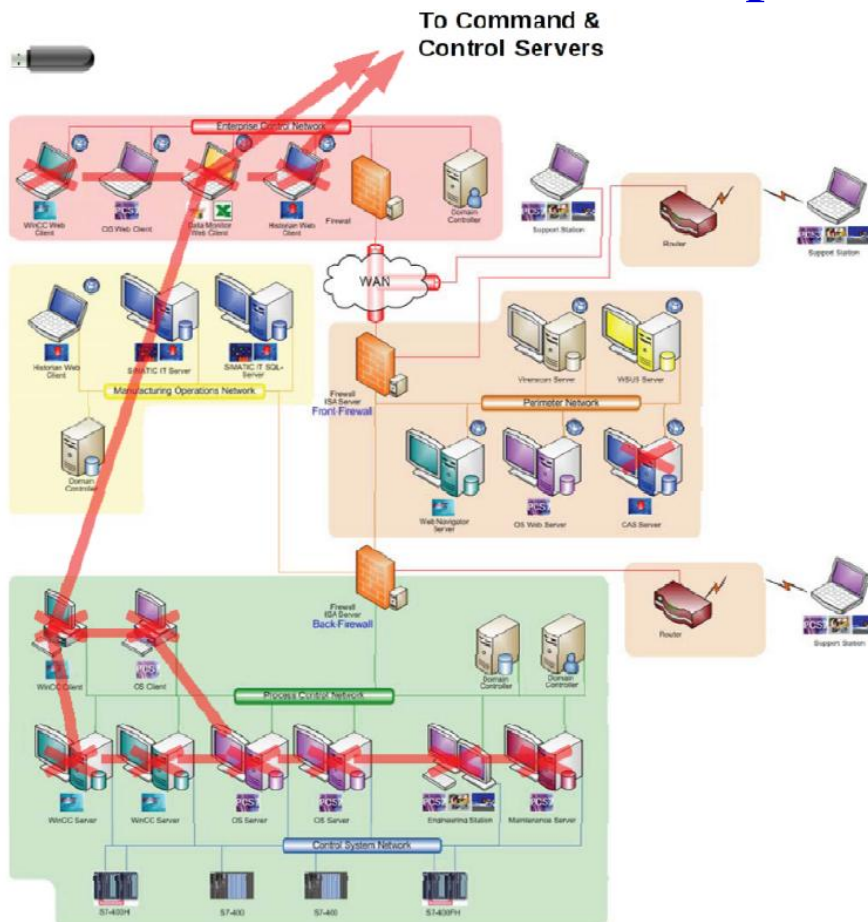 To Command &
Control Servers
Enterprise Control Network
WinCC Web
Client
OS Web Client
Data Monitor
Web Client
Historian Web
Client
Firewall
Domain
Controller
Support Station
Router
Support Station
WAN
Historian Web
Client
SIMATIC IT Server
SIMATIC IT SQL-
Server
Manufacturing Operations Network
Domain
Controller
Firewall
ISA Server
Front-Firewall
Virenscan Server
WSUS Server
Perimeter Network
Web Navigator
Server
OS Web Server
CAS Server
Firewall
ISA Server
Back-Firewall
Router
Support Station
WinCC Client
OS Client
Domain
Controller
Domain
Controller
Process Control Network
WinCC Server
WinCC Server
OS Server
OS Server
Engineering Station
Maintenance Server
Control System Network
S7-400H
S7-400
S7-400
S7-400FH